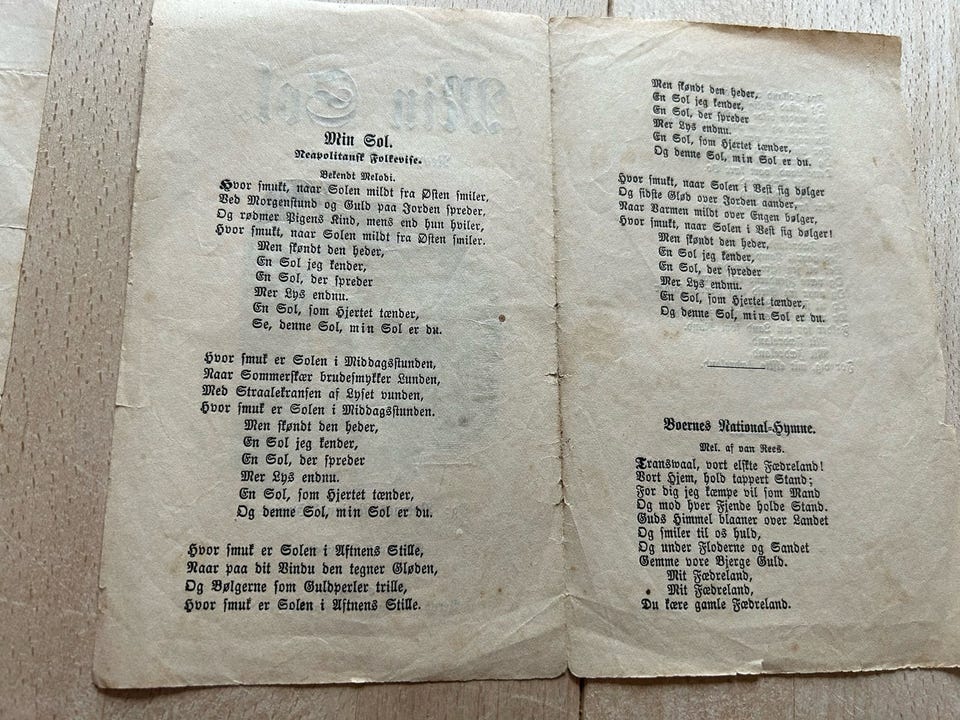 Min Sol.
Neapolitansk Folkevise.
Bekendt Melodi.
Hvor smukt, naar Solen mildt fra Østen smiler,
Ved Morgenstund og Guld paa Jorden spreder,
Og rødmer Pigens Kind, mens end hun hviler,
Hvor smukt, naar Solen mildt fra Østen smiler.
Men skøndt den heder,
En Sol jeg kender,
En Sol, der spreder
Mer Lys endnu.
En Sol, som Hjertet tænder,
Se, denne Sol, min Sol er du.
Hvor smuk er Solen i Middagsstunden,
Naar Sommerskær brudesmykker Lunden,
Med Straalekransen af Lyset vunden,
Hvor smuk er Solen i Middagsstunden.
Men skøndt den heder,
En Sol jeg kender,
En Sol, der spreder
Mer Lys endnu.
En Sol, som Hjertet tænder,
Og denne Sol, min Sol er du.
Hvor smuk er Solen i Aftnens Stille,
Naar paa dit Vindu den tegner Gløden,
Og Bølgerne som Guldperler trille,
Hvor smuk er Solen i Aftnens Stille.
Men skøndt den heder,
En Sol jeg kender,
En Sol, der spreder
Mer Lys endnu.
En Sol, som Hjertet tænder,
Og denne Sol, min Sol er du.
Hvor smukt, naar Solen i Vest sig dølger
Og sidste Glød over Jorden aander,
Naar Varmen mildt over Engen bølger,
Hvor smukt, naar Solen i Vest sig dølger!
Men skøndt den heder,
En Sol jeg kender,
En Sol, der spreder
Mer Lys endnu.
En Sol, som Hjertet tænder,
Og denne Sol, min Sol er du.
Boernes National-Hymne.
Mel. af van Rees.
Transwaal, vort elskte Fædreland!
Vort Hjem, hold tappert Stand;
For dig jeg kæmpe vil som Mand
Og mod hver Fjende holde Stand.
Guds Himmel blaaner over Landet
Og smiler til os huld,
Og under Floderne og Sandet
Gemme vore Bjerge Guld.
Mit Fædreland,
Mit Fædreland,
Du kære gamle Fædreland.